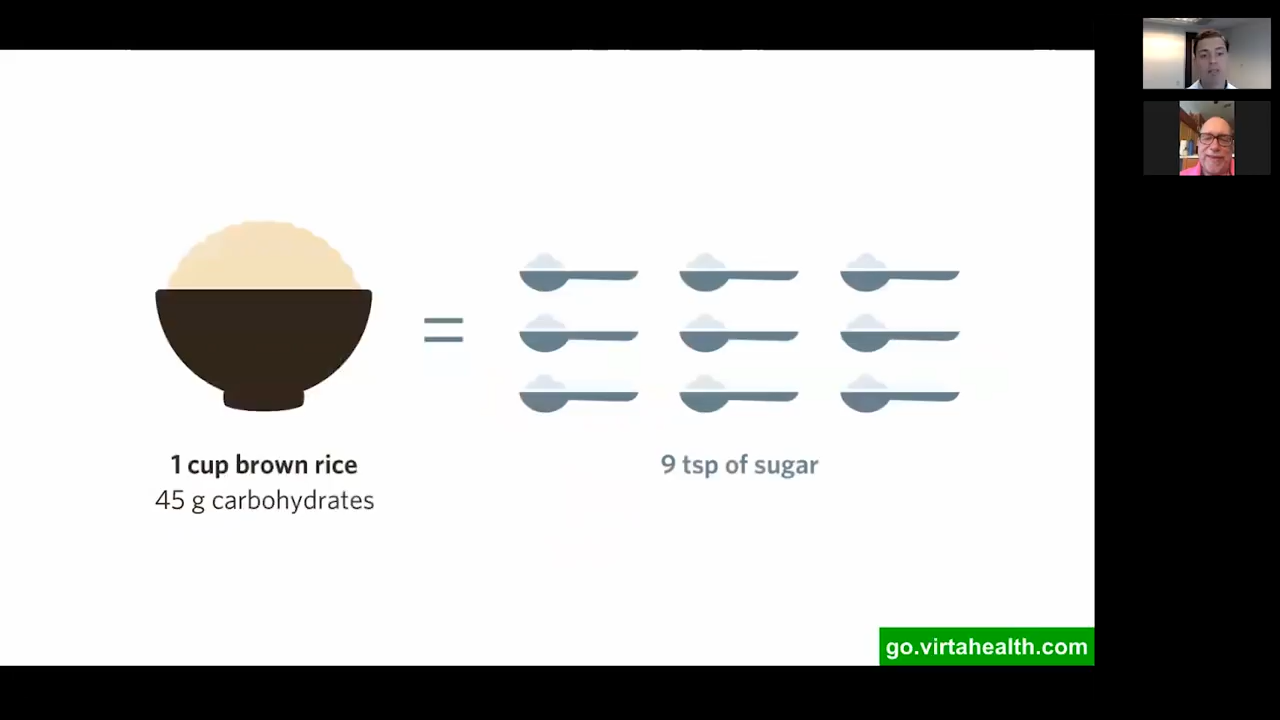 =
1 cup brown rice
45 g carbohydrates
9 tsp of sugar
go.virtahealth.com